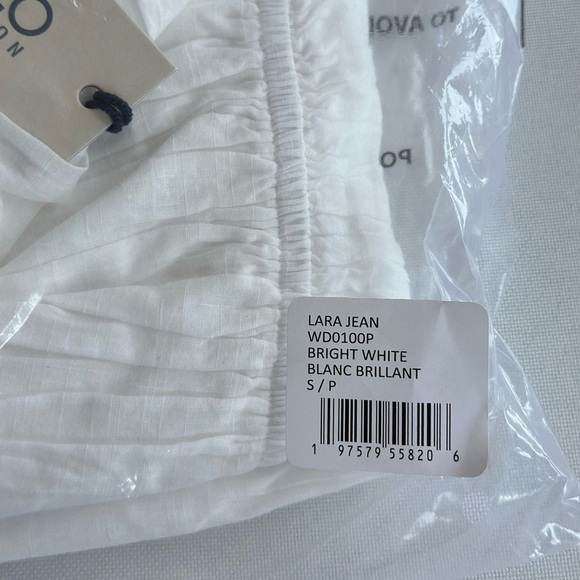 TO AVOI
PO
LARA JEAN
WD0100P
BRIGHT WHITE
BLANC BRILLANT
S / P
1 97579 55820 6